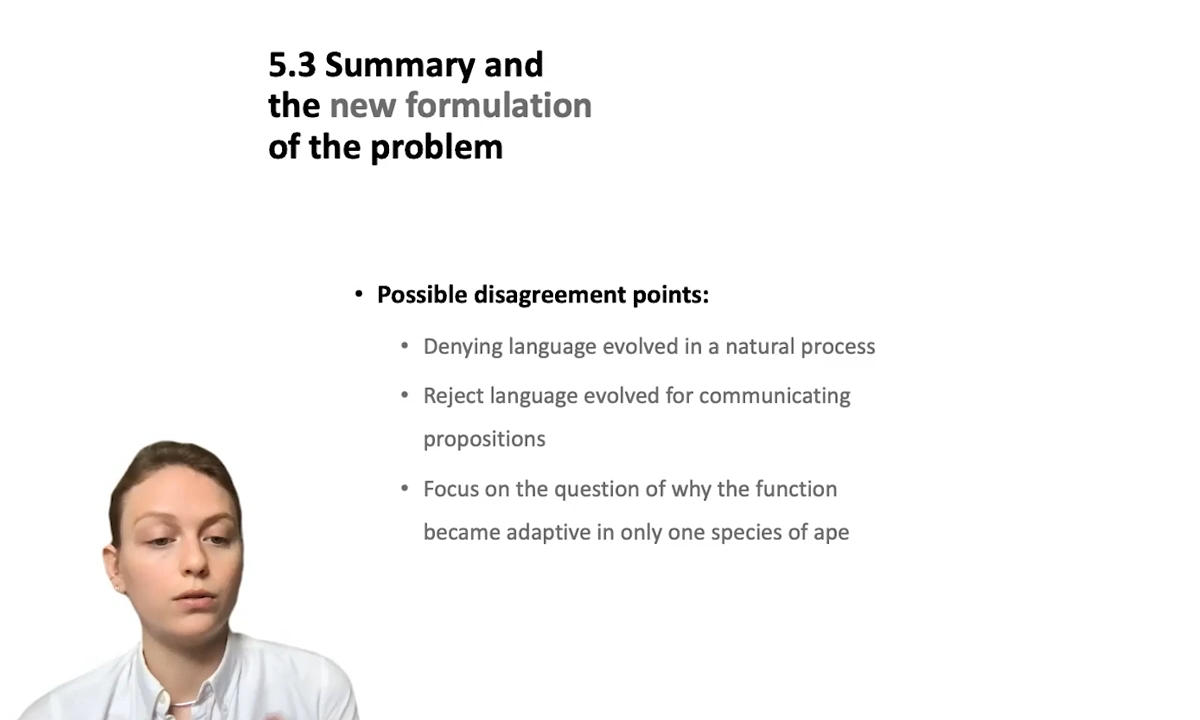 5.3 Summary and
the new formulation
of the problem
• Possible disagreement points:
• Denying language evolved in a natural process
• Reject language evolved for communicating
propositions
• Focus on the question of why the function
became adaptive in only one species of ape